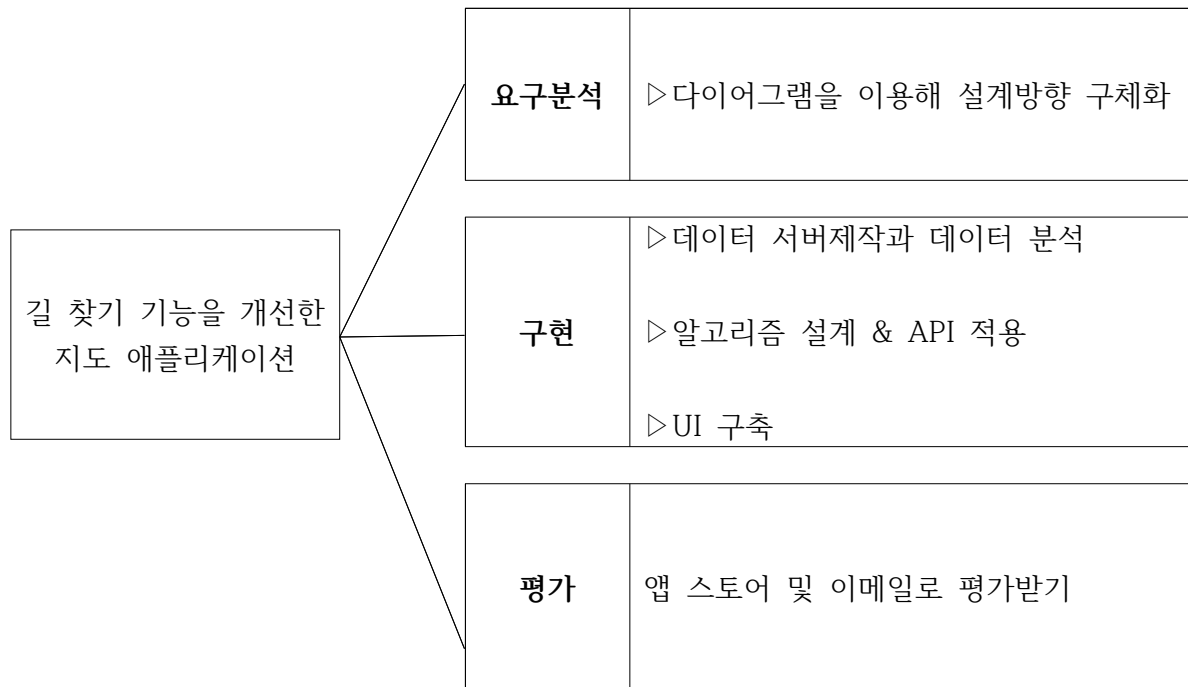 길 찾기 기능을 개선한
지도 애플리케이션
요구분석
▷다이어그램을 이용해 설계방향 구체화
구현
▷데이터 서버제작과 데이터 분석
▷알고리즘 설계 & API 적용
▷UI 구축
평가
앱 스토어 및 이메일로 평가받기